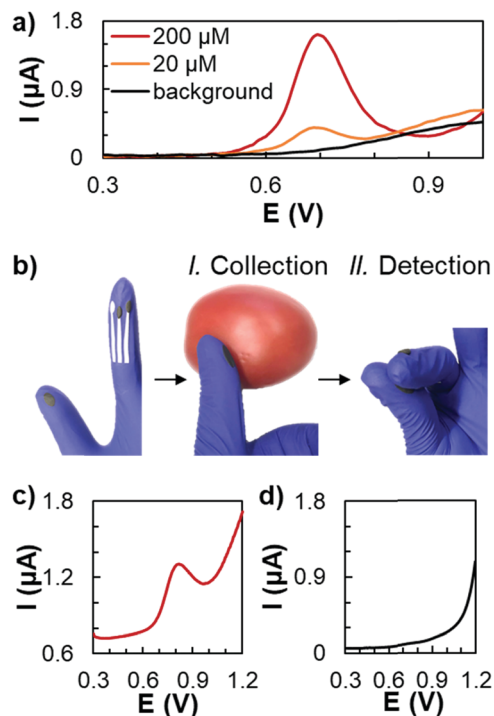 a)
1.8
0.9
0
I (µA)
200 µM
20 µM
background
0.3
0.6
0.9
E (V)
b)
I. Collection
II. Detection
c)
1.8
1.2
0.6
I (µA)
0.3 0.6 0.9 1.2
E (V)
d)
1.8
0.9
0
I (µA)
0.3 0.6 0.9 1.2
E (V)